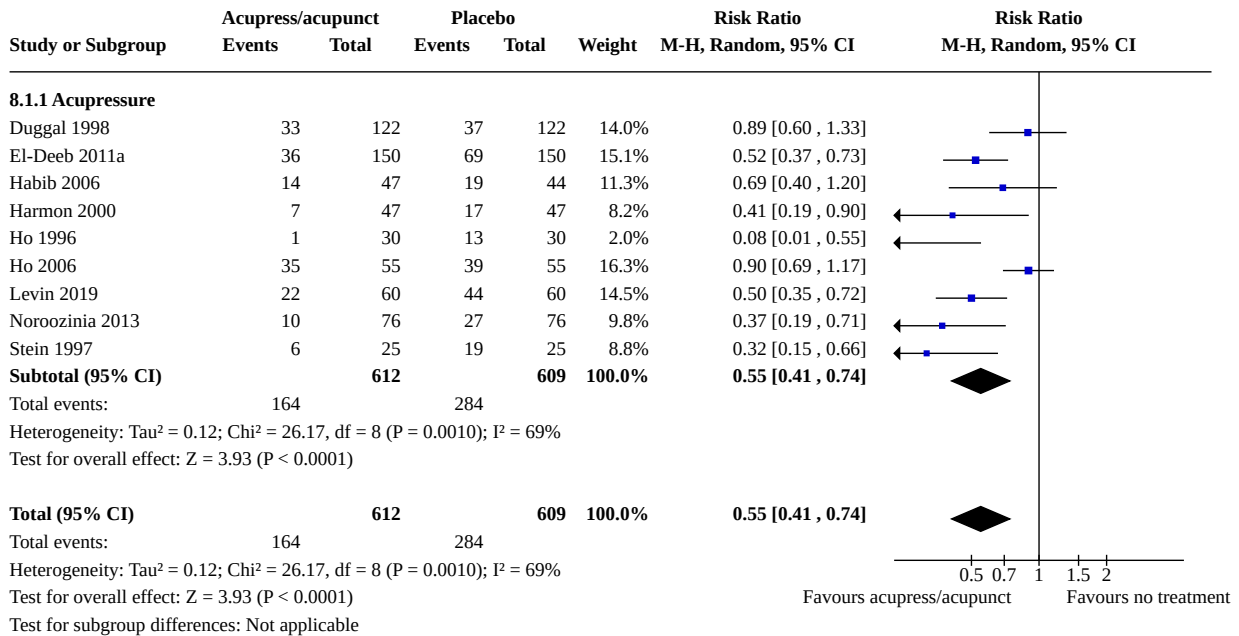 Acupress/acupunct Placebo Risk Ratio Risk Ratio
Study or Subgroup Events Total Events Total Weight M-H, Random, 95% CI M-H, Random, 95% CI
8.1.1 Acupressure
Duggal 1998 33 122 37 122 14.0% 0.89 [0.60 , 1.33]
El-Deeb 2011a 36 150 69 150 15.1% 0.52 [0.37 , 0.73]
Habib 2006 14 47 19 44 11.3% 0.69 [0.40 , 1.20]
Harmon 2000 7 47 17 47 8.2% 0.41 [0.19 , 0.90]
Ho 1996 1 30 13 30 2.0% 0.08 [0.01 , 0.55]
Ho 2006 35 55 39 55 16.3% 0.90 [0.69 , 1.17]
Levin 2019 22 60 44 60 14.5% 0.50 [0.35 , 0.72]
Noroozinia 2013 10 76 27 76 9.8% 0.37 [0.19 , 0.71]
Stein 1997 6 25 19 25 8.8% 0.32 [0.15 , 0.66]
Subtotal (95% CI) 612 609 100.0% 0.55 [0.41 , 0.74]
Total events: 164 284
Heterogeneity: Tau² = 0.12; Chi² = 26.17, df = 8 (P = 0.0010); I² = 69%
Test for overall effect: Z = 3.93 (P < 0.0001)
Total (95% CI) 612 609 100.0% 0.55 [0.41 , 0.74]
Total events: 164 284
Heterogeneity: Tau² = 0.12; Chi² = 26.17, df = 8 (P = 0.0010); I² = 69%
0.5 0.7 1 1.5 2
Test for overall effect: Z = 3.93 (P < 0.0001) Favours acupress/acupunct Favours no treatment
Test for subgroup differences: Not applicable